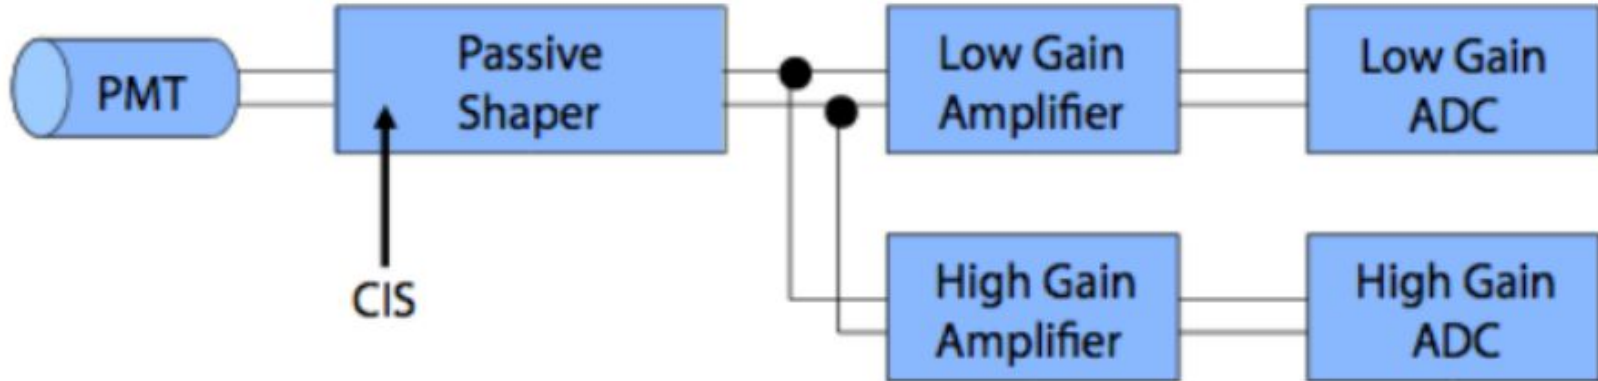 PMT
Passive
Shaper
CIS
Low Gain
Amplifier
Low Gain
ADC
High Gain
Amplifier
High Gain
ADC